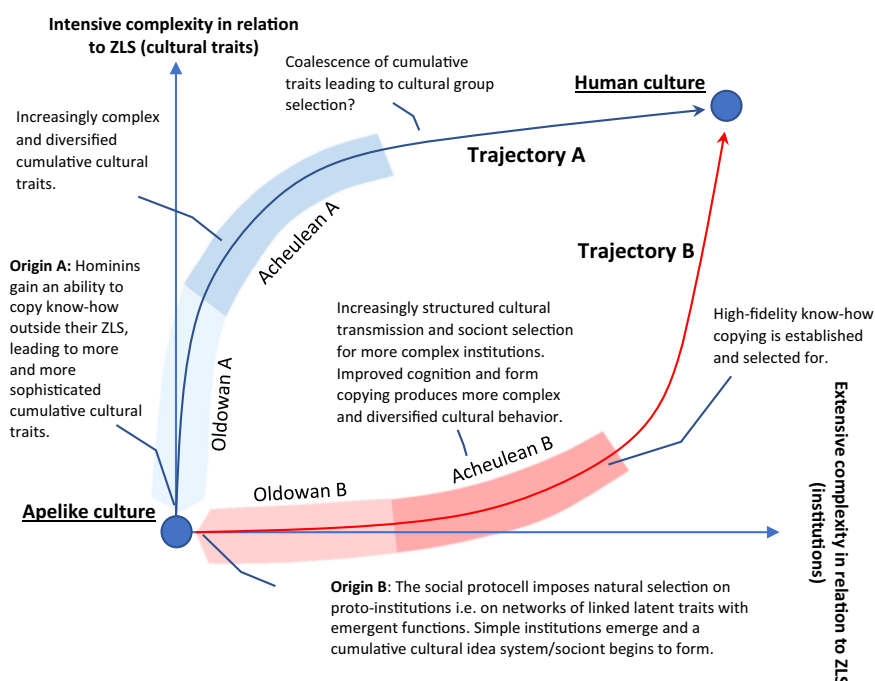 Intensive complexity in relation
to ZLS (cultural traits)
Coalescence of cumulative
traits leading to cultural group
selection?
Human culture
Increasingly complex
and diversified
cumulative cultural
traits.
Trajectory A
Acheulean A
Trajectory B
Origin A: Hominins
gain an ability to
copy know-how
outside their ZLS,
leading to more
and more
sophisticated
cumulative cultural
traits.
Oldowan A
Increasingly structured cultural
transmission and sociont selection
for more complex institutions.
Improved cognition and form
copying produces more complex
and diversified cultural behavior.
High-fidelity know-how
copying is established
and selected for.
Extensive complexity in relation to ZLS
(institutions)
Acheulean B
Oldowan B
Apelike culture
Origin B: The social protocell imposes natural selection on
proto-institutions i.e. on networks of linked latent traits with
emergent functions. Simple institutions emerge and a
cumulative cultural idea system/sociont begins to form.